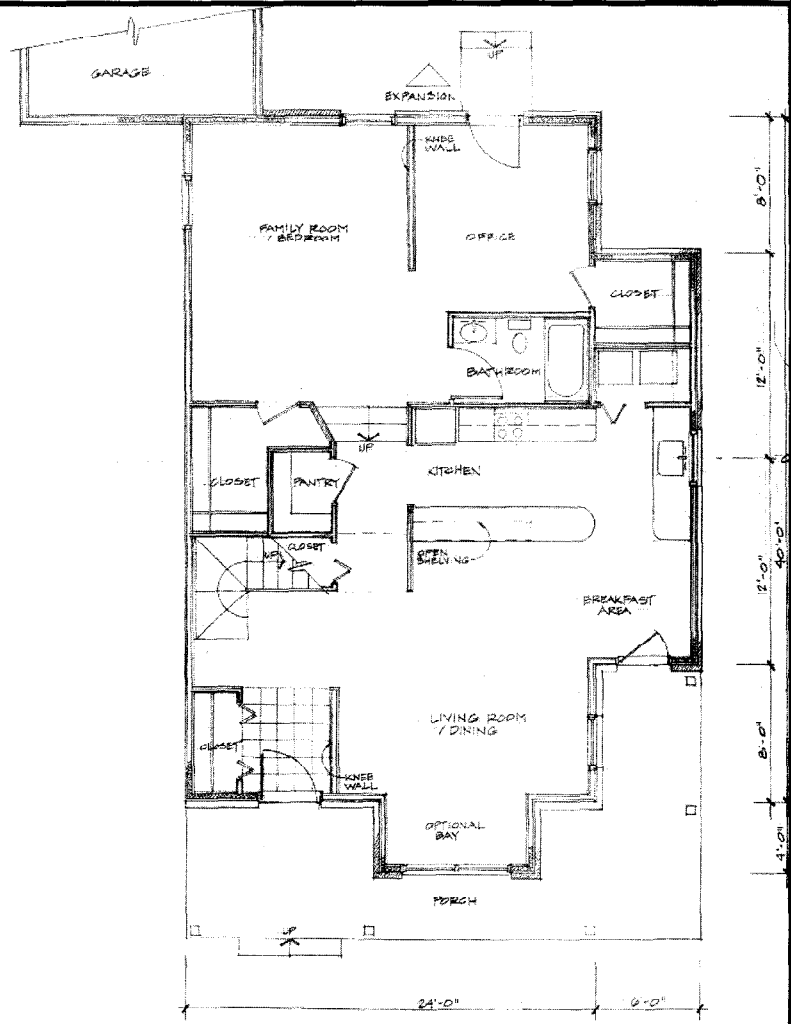 GARAGE
UP
EXPANSION
KNEE
WALL
FAMILY ROOM
/ BEDROOM
OFFICE
8'-0"
CLOSET
BATHROOM
12'-0"
UP
KITCHEN
CLOSET
PANTRY
CLOSET
UP
OPEN
SHELVING
40'-0"
12'-0"
BREAKFAST
AREA
LIVING ROOM
/ DINING
CLOSET
KNEE
WALL
8'-0"
OPTIONAL
BAY
4'-0"
PORCH
UP
24'-0"
6'-0"